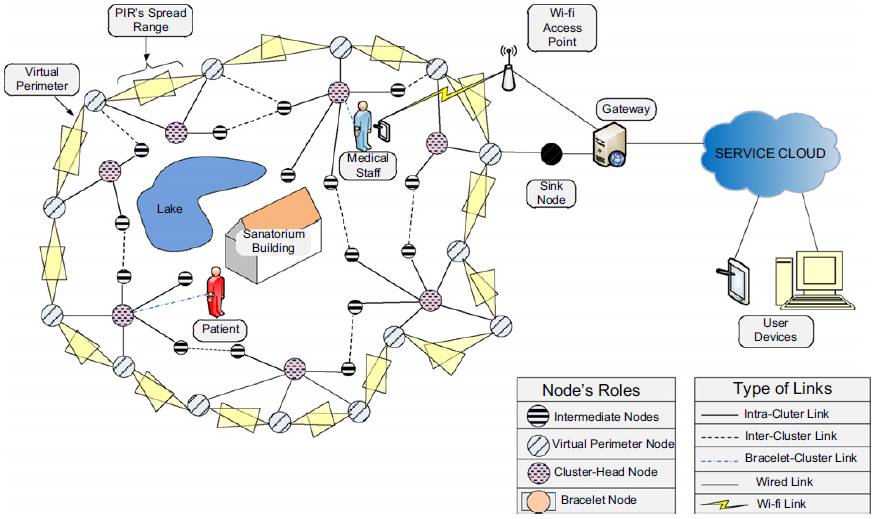 PIR's Spread
Range
Wi-fi
Access
Point
Virtual
Perimeter
Gateway
SERVICE CLOUD
Medical
Staff
Sink
Node
Lake
Sanatorium
Building
Patient
User
Devices
Node's Roles
Intermediate Nodes
Virtual Perimeter Node
Cluster-Head Node
Bracelet Node
Type of Links
Intra-Cluter Link
Inter-Cluster Link
Bracelet-Cluster Link
Wired Link
Wi-fi Link